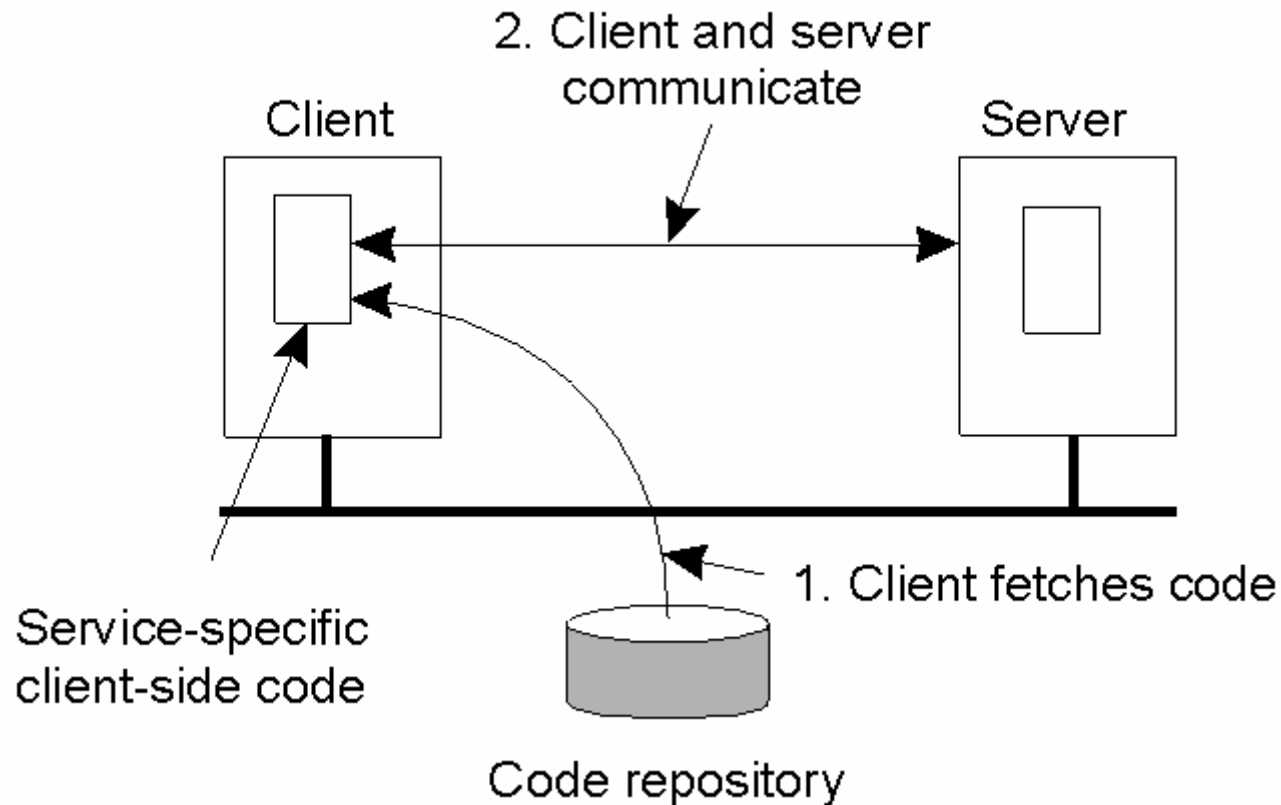 2. Client and server
communicate
Client
Server
1. Client fetches code
Service-specific
client-side code
Code repository